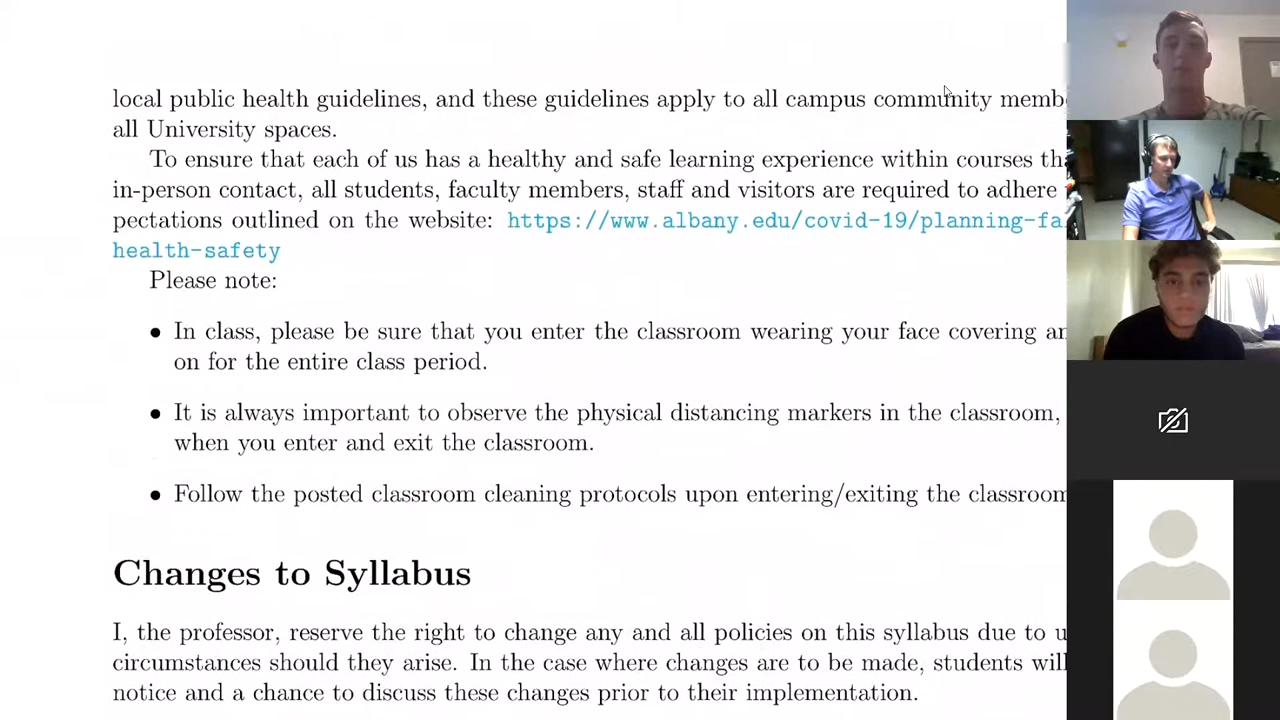 local public health guidelines, and these guidelines apply to all campus community
all University spaces.
To ensure that each of us has a healthy and safe learning experience within courses
in-person contact, all students, faculty members, staff and visitors are required to adhere
pectations outlined on the website: https://www.albany.edu/covid-19/planning-fa
health-safety
Please note:
• In class, please be sure that you enter the classroom wearing your face covering
on for the entire class period.
• It is always important to observe the physical distancing markers in the classroom,
when you enter and exit the classroom.
• Follow the posted classroom cleaning protocols upon entering/exiting the classroom
Changes to Syllabus
I, the professor, reserve the right to change any and all policies on this syllabus due to
circumstances should they arise. In the case where changes are to be made, students will
notice and a chance to discuss these changes prior to their implementation.